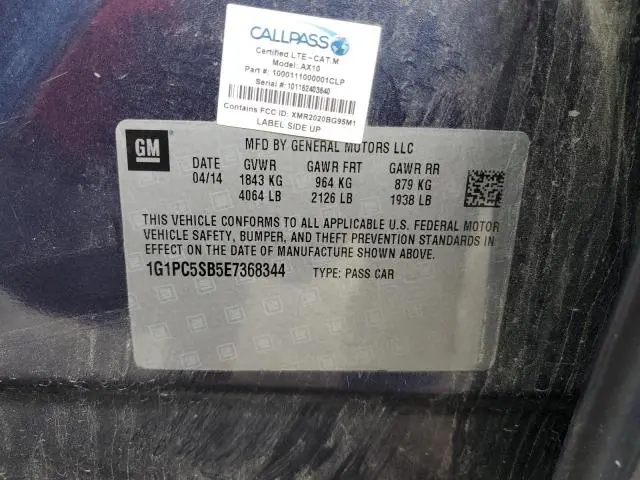 CALLPASS
Certified LTE-CAT.M
Model: AX10
Part #: 1000111000001CLP
Serial #: 101152403640
Contains FCC ID: XMR2020BG95M1
LABEL SIDE UP
GM
MFD BY GENERAL MOTORS LLC
DATE GVWR GAWR FRT GAWR RR
04/14 1843 KG 964 KG 879 KG
4064 LB 2126 LB 1938 LB
THIS VEHICLE CONFORMS TO ALL APPLICABLE U.S. FEDERAL MOTOR
VEHICLE SAFETY, BUMPER, AND THEFT PREVENTION STANDARDS IN
EFFECT ON THE DATE OF MANUFACTURE SHOWN ABOVE.
1G1PC5SB5E7368344 TYPE: PASS CAR